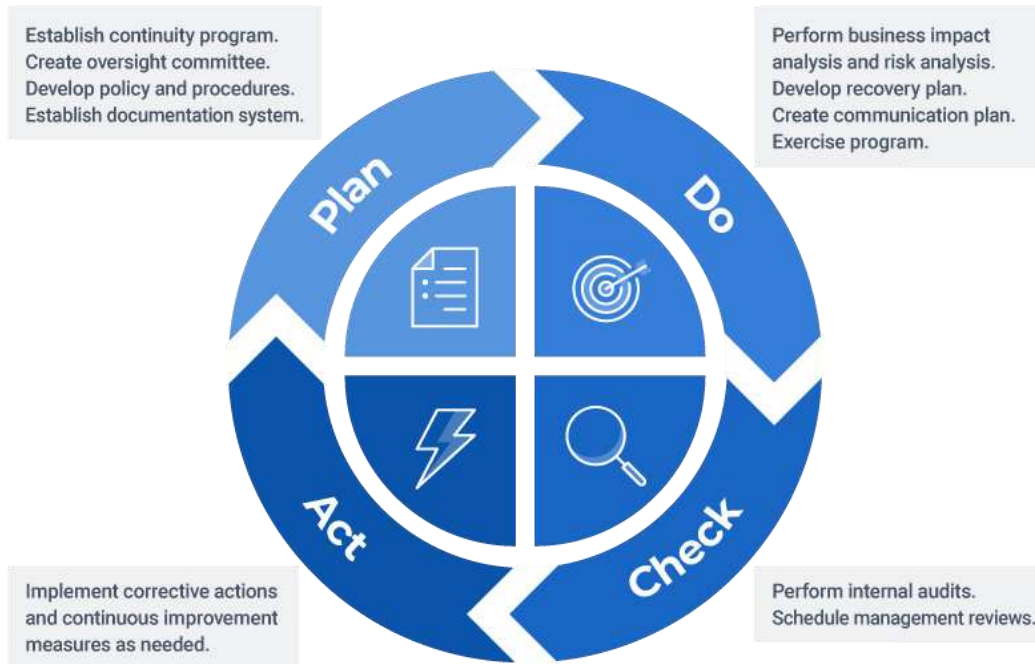 Establish continuity program.
Create oversight committee.
Develop policy and procedures.
Establish documentation system.
Perform business impact
analysis and risk analysis.
Develop recovery plan.
Create communication plan.
Exercise program.
Plan
Do
Act
Check
Implement corrective actions
and continuous improvement
measures as needed.
Perform internal audits.
Schedule management reviews.